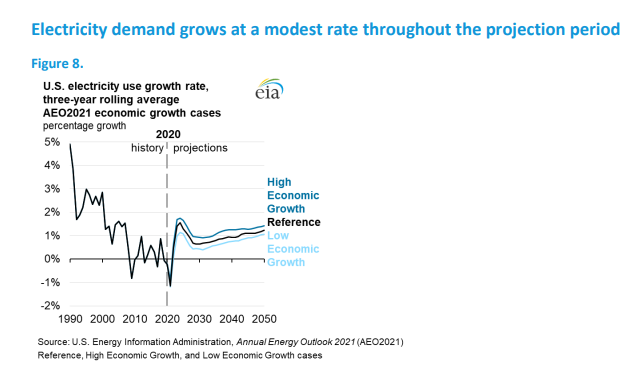 Electricity demand grows at a modest rate throughout the projection period
Figure 8.
U.S. electricity use growth rate,
three-year rolling average
AEO2021 economic growth cases
percentage growth
eia
2020
history projections
5%
4%
3%
2%
1%
0%
-1%
-2%
1990 2000 2010 2020 2030 2040 2050
High
Economic
Growth
Reference
Low
Economic
Growth
Source: U.S. Energy Information Administration, Annual Energy Outlook 2021 (AEO2021)
Reference, High Economic Growth, and Low Economic Growth cases